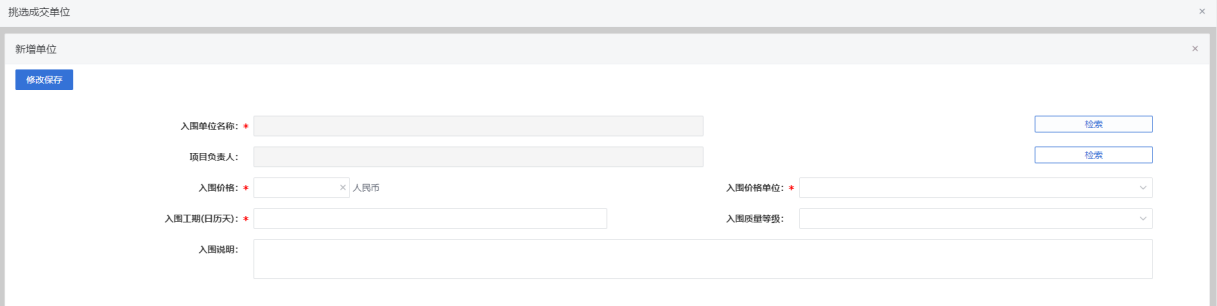 挑选成交单位 ×
新增单位 ×
修改保存
入围单位名称: * 检索
项目负责人: 检索
入围价格: * × 人民币 入围价格单位: *
入围工期(日历天): * 入围质量等级:
入围说明: